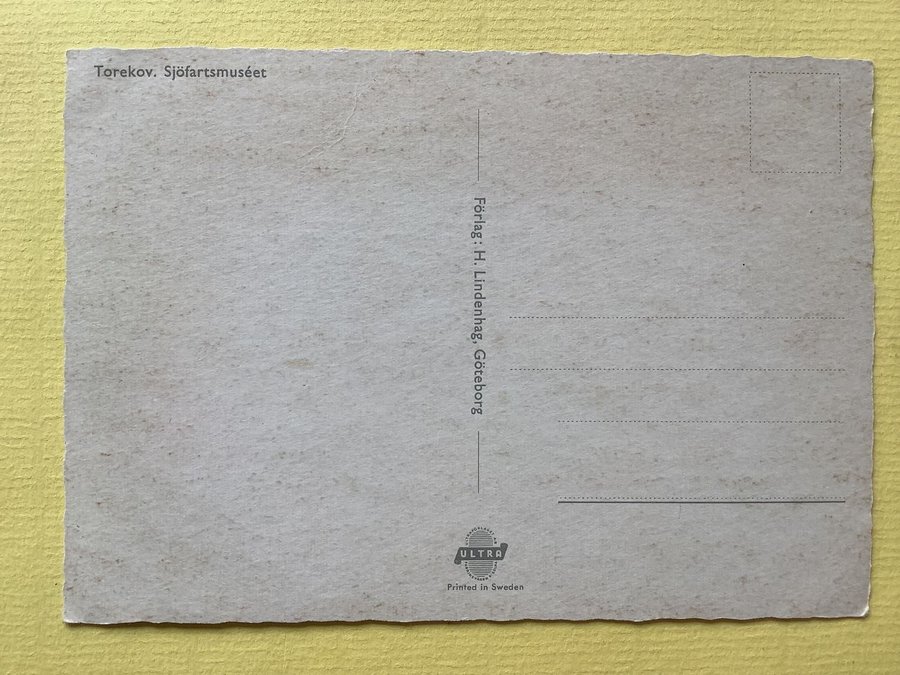 Torekov. Sjöfartsmuséet
Förlag: H. Lindenhag, Göteborg
ULTRA
Printed in Sweden